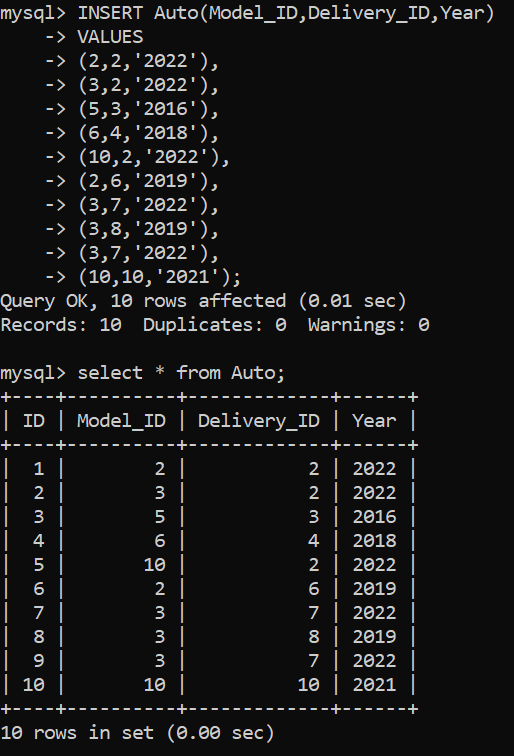 mysql> INSERT Auto(Model_ID,Delivery_ID,Year)
    -> VALUES
    -> (2,2,'2022'),
    -> (3,2,'2022'),
    -> (5,3,'2016'),
    -> (6,4,'2018'),
    -> (10,2,'2022'),
    -> (2,6,'2019'),
    -> (3,7,'2022'),
    -> (3,8,'2019'),
    -> (3,7,'2022'),
    -> (10,10,'2021');
Query OK, 10 rows affected (0.01 sec)
Records: 10  Duplicates: 0  Warnings: 0

mysql> select * from Auto;
+----+----------+-------------+------+
| ID | Model_ID | Delivery_ID | Year |
+----+----------+-------------+------+
|  1 |        2 |           2 | 2022 |
|  2 |        3 |           2 | 2022 |
|  3 |        5 |           3 | 2016 |
|  4 |        6 |           4 | 2018 |
|  5 |       10 |           2 | 2022 |
|  6 |        2 |           6 | 2019 |
|  7 |        3 |           7 | 2022 |
|  8 |        3 |           8 | 2019 |
|  9 |        3 |           7 | 2022 |
| 10 |       10 |          10 | 2021 |
+----+----------+-------------+------+
10 rows in set (0.00 sec)